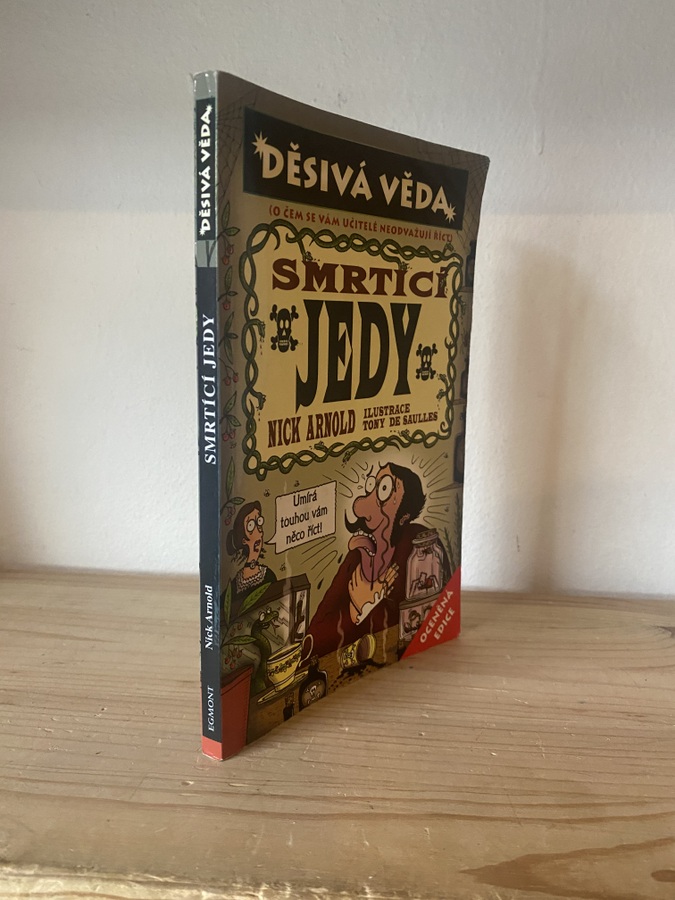 DĚSIVÁ VĚDA
SMRTÍCÍ JEDY
Nick Arnold
EGMONT
DĚSIVÁ VĚDA
(O ČEM SE VÁM UČITELÉ NEODVAŽUJÍ ŘÍCT)
SMRTÍCÍ
JEDY
NICK ARNOLD
ILUSTRACE
TONY DE SAULLES
Umírá
touhou vám
něco říct!
OCENĚNÁ
EDICE